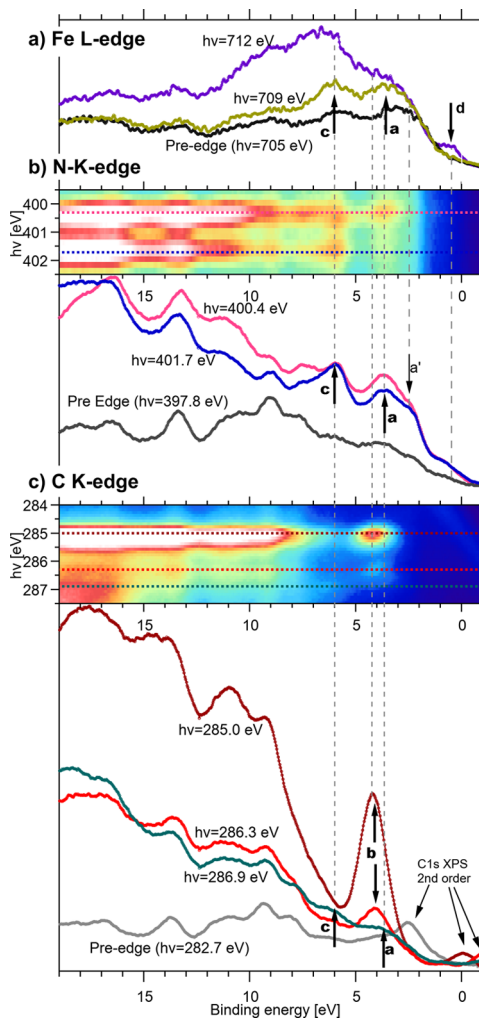 a) Fe L-edge
hν=712 eV
hν=709 eV
Pre-edge (hν=705 eV)
c
a
d
b) N-K-edge
hν [eV]
400
401
402
15
10
5
0
hν=400.4 eV
hν=401.7 eV
a'
Pre Edge (hν=397.8 eV)
c
a
c) C K-edge
hν [eV]
284
285
286
287
15
10
5
0
hν=285.0 eV
hν=286.3 eV
hν=286.9 eV
b
C1s XPS
2nd order
c
a
Pre-edge (hν=282.7 eV)
15
10
5
0
Binding energy [eV]